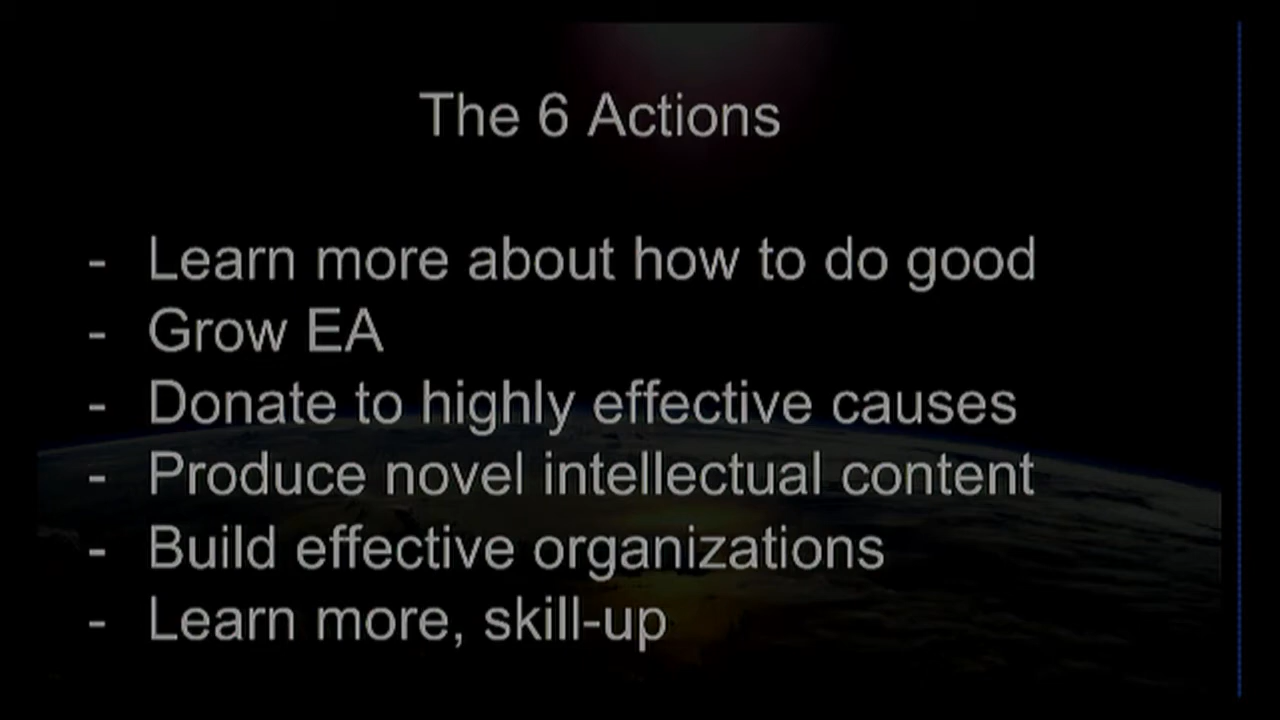 The 6 Actions
- Learn more about how to do good
- Grow EA
- Donate to highly effective causes
- Produce novel intellectual content
- Build effective organizations
- Learn more, skill-up